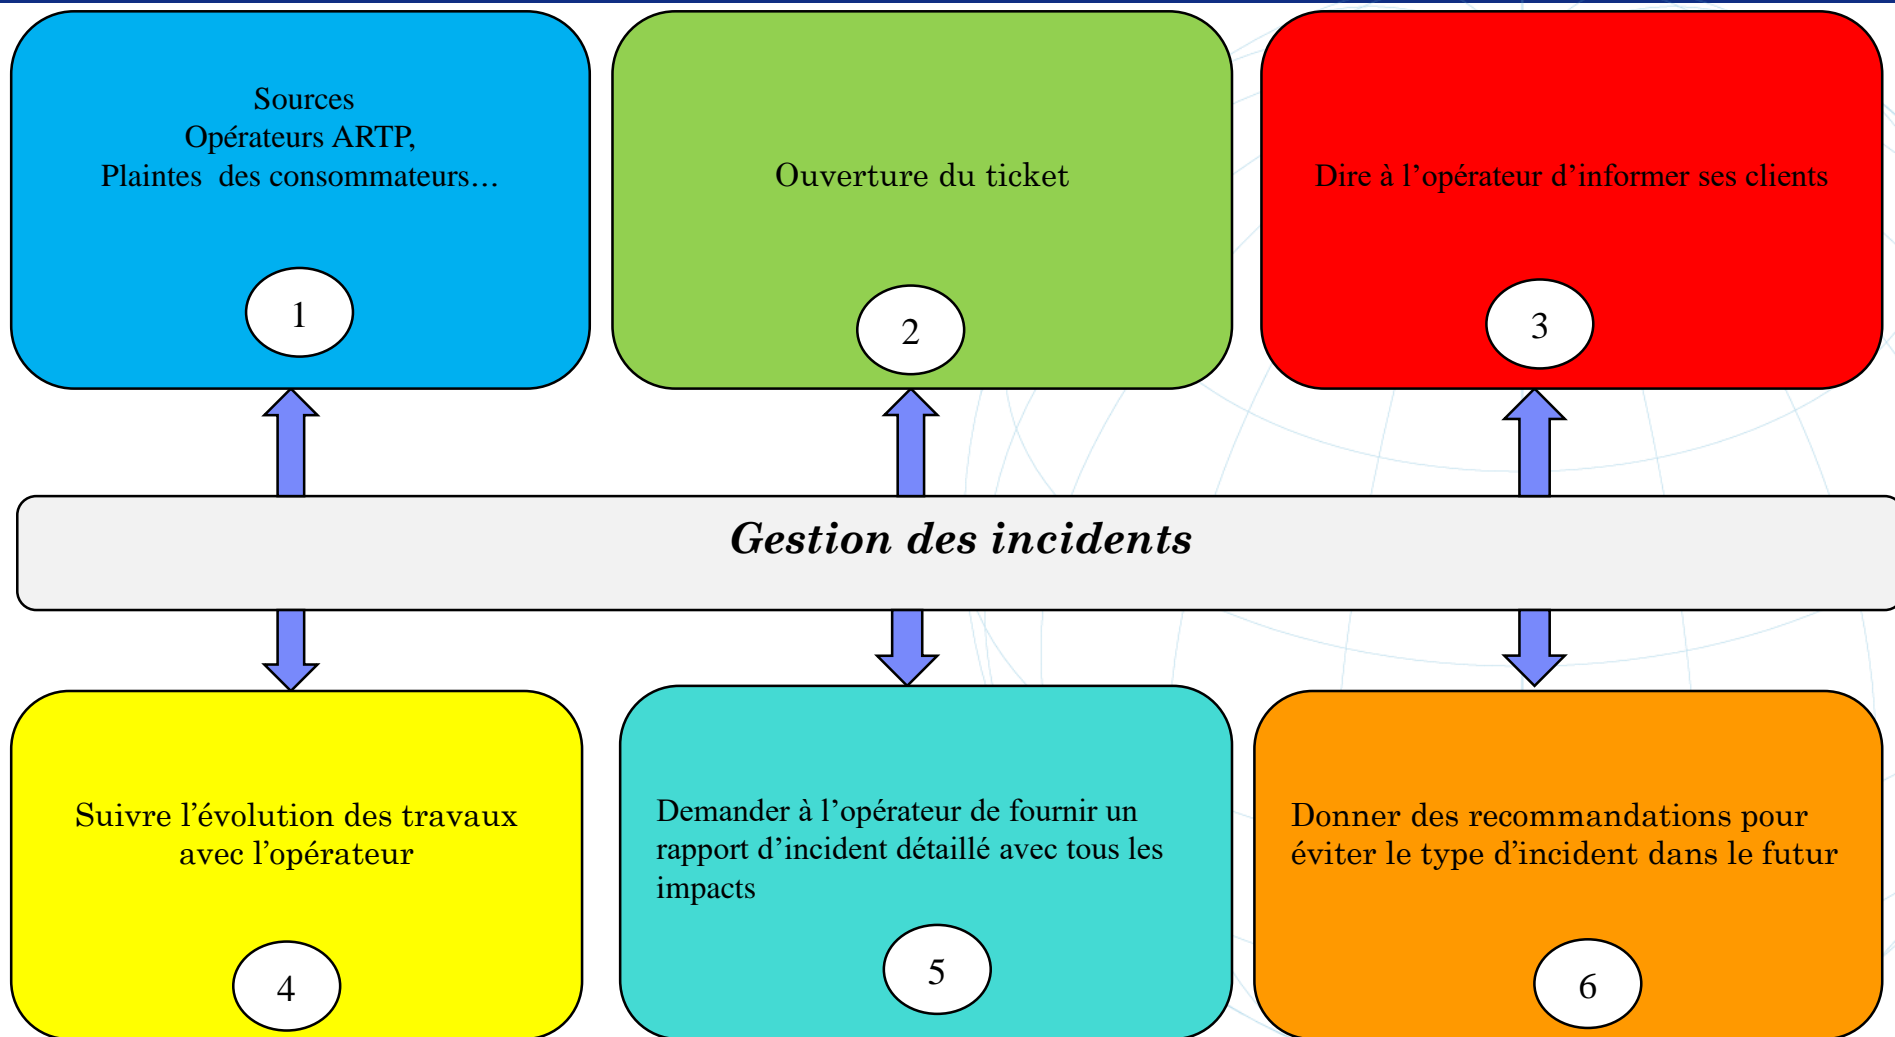 Sources
Opérateurs ARTP,
Plaintes des consommateurs…
1
Ouverture du ticket
2
Dire à l’opérateur d’informer ses clients
3
Gestion des incidents
Suivre l’évolution des travaux
avec l’opérateur
4
Demander à l’opérateur de fournir un
rapport d’incident détaillé avec tous les
impacts
5
Donner des recommandations pour
éviter le type d’incident dans le futur
6